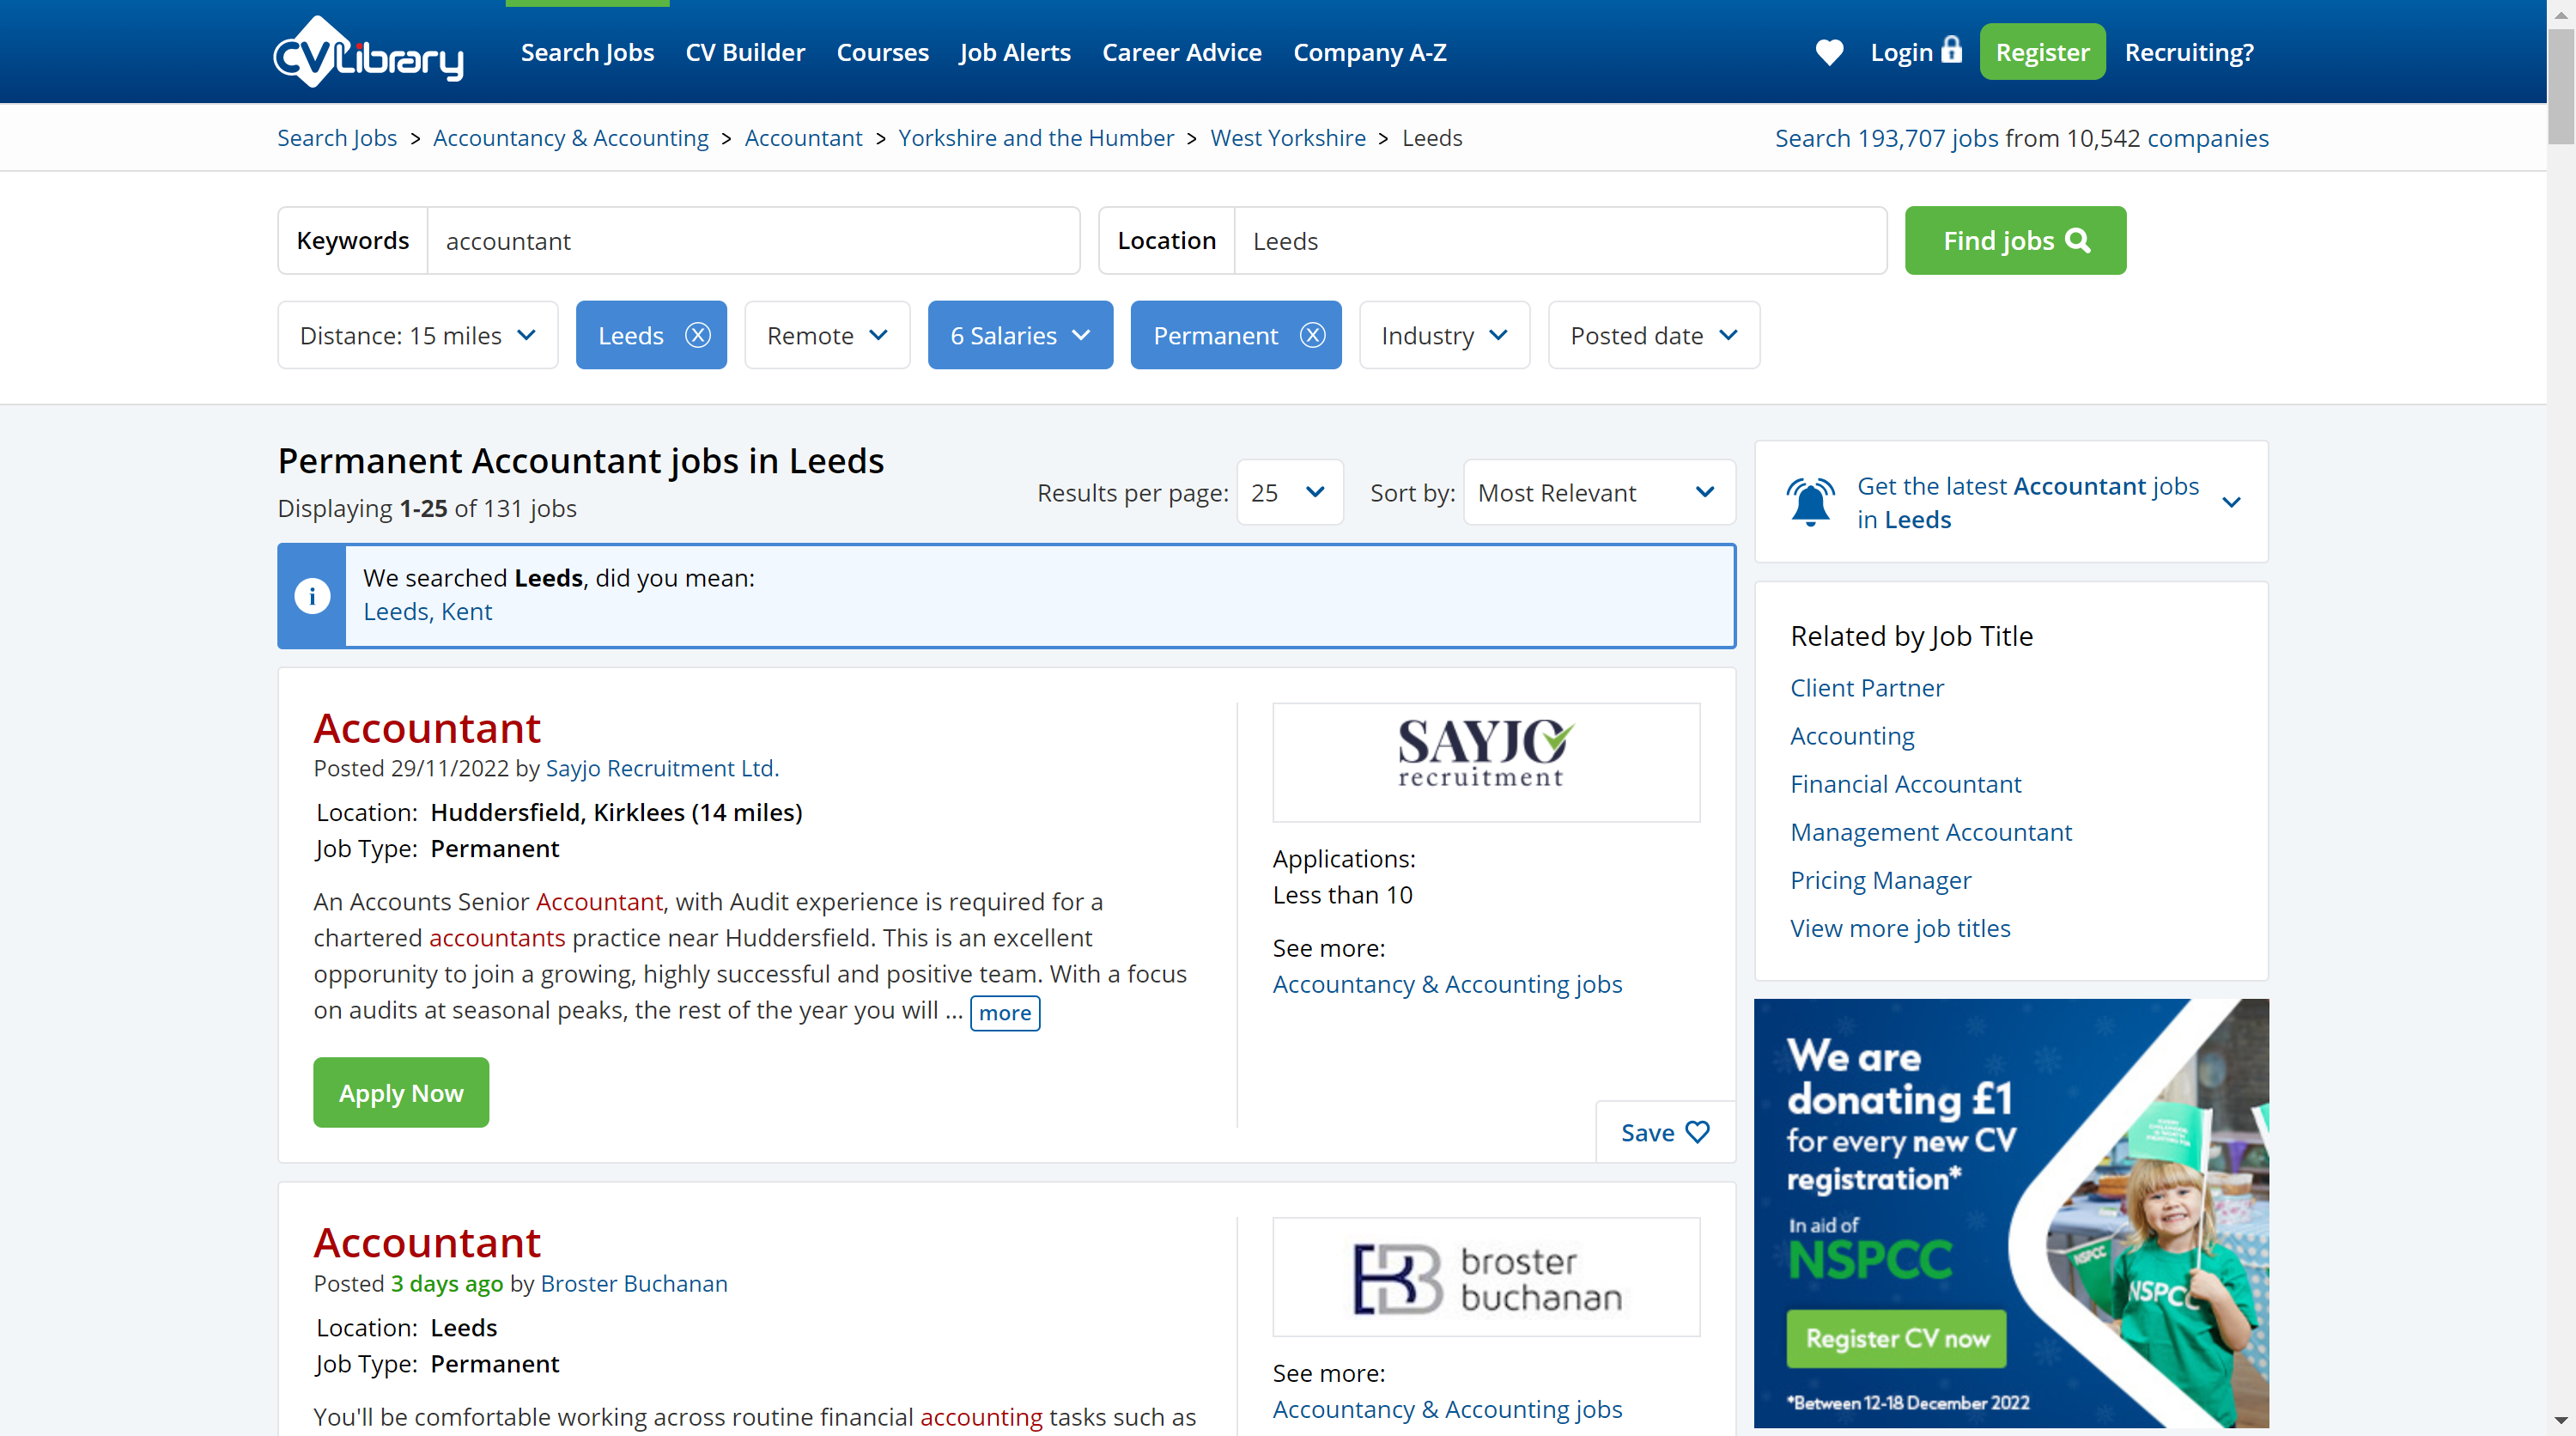 CVLibrary
Search Jobs CV Builder Courses Job Alerts Career Advice Company A-Z Login Register Recruiting?
Search Jobs > Accountancy & Accounting > Accountant > Yorkshire and the Humber > West Yorkshire > Leeds
Search 193,707 jobs from 10,542 companies
Keywords accountant Location Leeds Find jobs
Distance: 15 miles Leeds Remote 6 Salaries Permanent Industry Posted date
Permanent Accountant jobs in Leeds
Displaying 1-25 of 131 jobs
Results per page: 25 Sort by: Most Relevant
i
We searched Leeds, did you mean:
Leeds, Kent
Accountant
Posted 29/11/2022 by Sayjo Recruitment Ltd.
Location: Huddersfield, Kirklees (14 miles)
Job Type: Permanent
An Accounts Senior Accountant, with Audit experience is required for a
chartered accountants practice near Huddersfield. This is an excellent
opporunity to join a growing, highly successful and positive team. With a focus
on audits at seasonal peaks, the rest of the year you will ... more
Apply Now
SAYJO
recruitment
Applications:
Less than 10
See more:
Accountancy & Accounting jobs
Save
Accountant
Posted 3 days ago by Broster Buchanan
Location: Leeds
Job Type: Permanent
You'll be comfortable working across routine financial accounting tasks such as
BB
broster
buchanan
See more:
Accountancy & Accounting jobs
Get the latest Accountant jobs
in Leeds
Related by Job Title
Client Partner
Accounting
Financial Accountant
Management Accountant
Pricing Manager
View more job titles
We are
donating £1
for every new CV
registration*
In aid of
NSPCC
Register CV now
*Between 12-18 December 2022
NSPCC
NSPCC